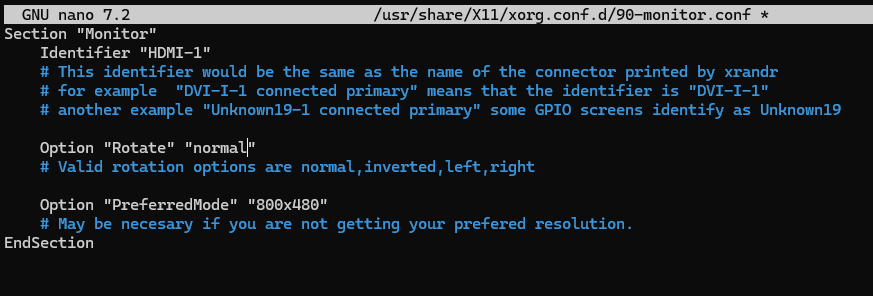 GNU nano 7.2 /usr/share/X11/xorg.conf.d/90-monitor.conf *
Section "Monitor"
Identifier "HDMI-1"
# This identifier would be the same as the name of the connector printed by xrandr
# for example  "DVI-I-1 connected primary" means that the identifier is "DVI-I-1"
# another example "Unknown19-1 connected primary" some GPIO screens identify as Unknown19
Option "Rotate" "normal"
# Valid rotation options are normal,inverted,left,right
Option "PreferredMode" "800x480"
# May be necesary if you are not getting your prefered resolution.
EndSection